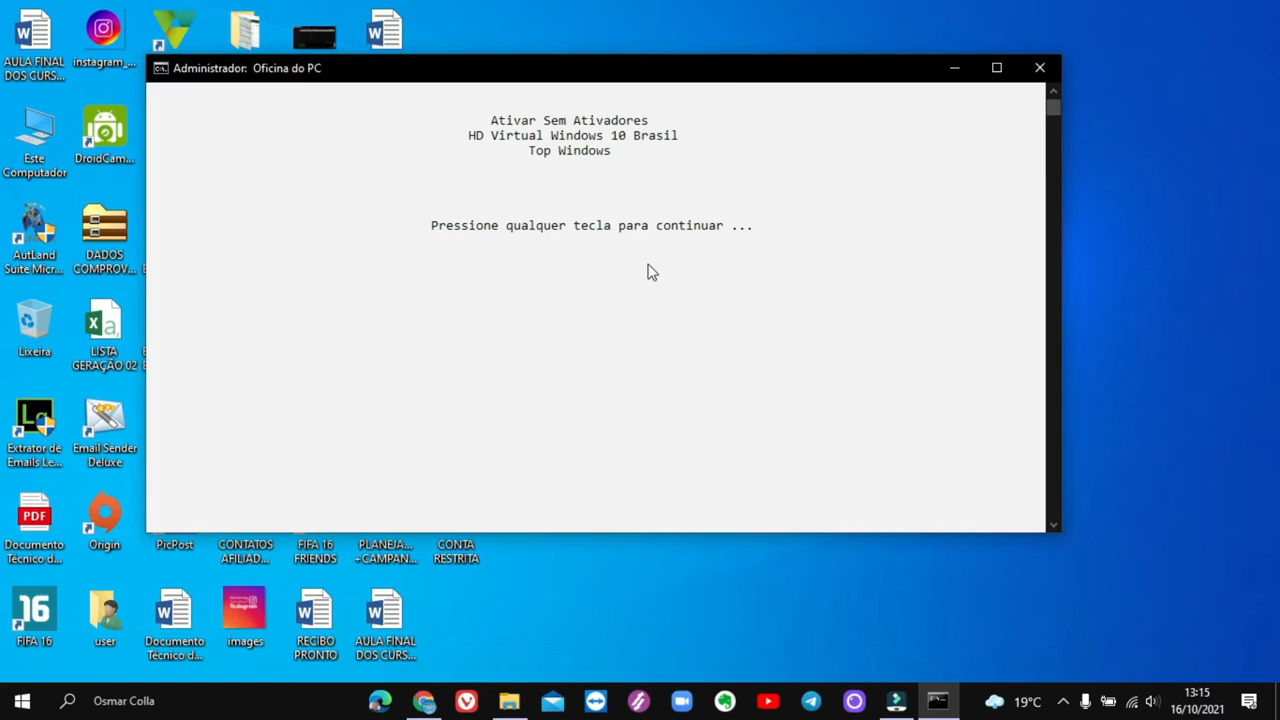 AULA FINAL
DOS CURS...
instagram_...
Administrador: Oficina do PC
Ativar Sem Ativadores
HD Virtual Windows 10 Brasil
Top Windows
Pressione qualquer tecla para continuar ...
Este
Computador
DroidCam...
AutLand
Suite Micr...
DADOS
COMPROV...
Lixeira
LISTA
GERAÇÃO 02
Extrator de
Emails Le...
Email Sender
Deluxe
PDF
Documento
Técnico d...
Origin
PicPost
CONTATOS
AFILIAD...
FIFA 16
FRIENDS
PLANEJA...
+CAMPAN...
CONTA
RESTRITA
16
FIFA 16
user
Documento
Técnico d...
Instagram
images
RECIBO
PRONTO
AULA FINAL
DOS CURS...
Osmar Colla
19°C
13:15
16/10/2021